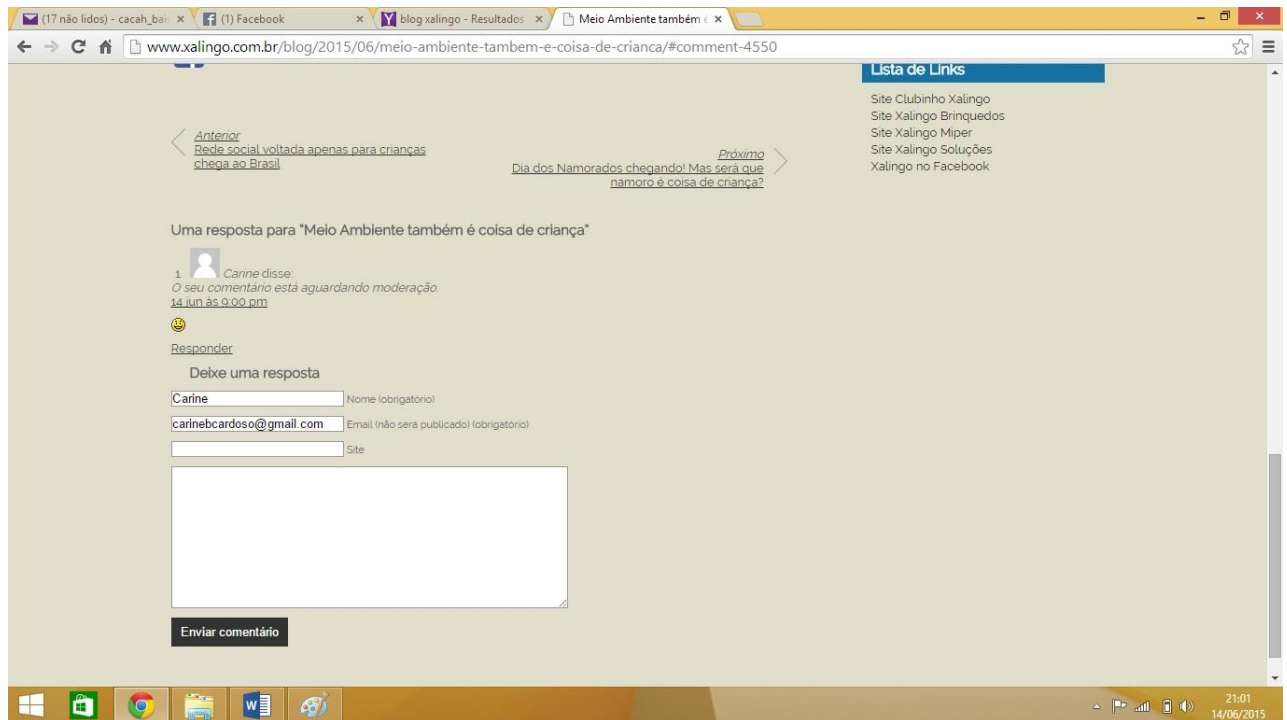 (17 não lidos) - cacah_bai
(1) Facebook
blog xalingo - Resultados
Meio Ambiente também é
www.xalingo.com.br/blog/2015/06/meio-ambiente-tambem-e-coisa-de-crianca/#comment-4550
Lista de Links
Site Clubinho Xalingo
Site Xalingo Brinquedos
Site Xalingo Miper
Site Xalingo Soluções
Xalingo no Facebook
Anterior
Rede social voltada apenas para crianças
chega ao Brasil
Próximo
Dia dos Namorados chegando! Mas será que
namoro é coisa de criança?
Uma resposta para "Meio Ambiente também é coisa de criança"
1. Carine disse:
O seu comentário está aguardando moderação.
14 jun às 9:00 pm
Responder
Deixe uma resposta
Carine Nome (obrigatório)
carinebcardoso@gmail.com Email (não será publicado) (obrigatório)
Site
Enviar comentário
21:01
14/06/2015